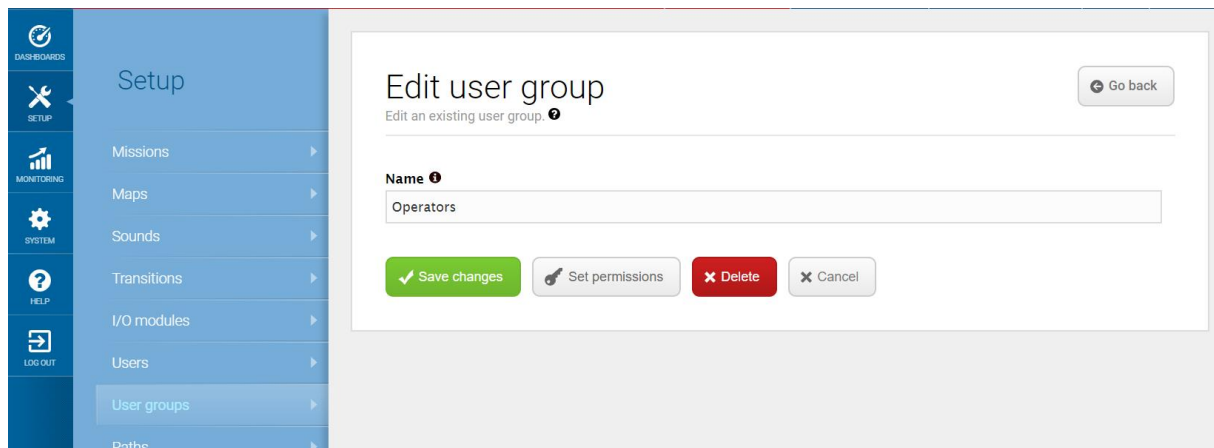 DASHBOARDS
SETUP
MONITORING
SYSTEM
HELP
LOG OUT
Setup
Missions
Maps
Sounds
Transitions
I/O modules
Users
User groups
Paths
Edit user group
Go back
Edit an existing user group.
Name
Operators
Save changes
Set permissions
Delete
Cancel